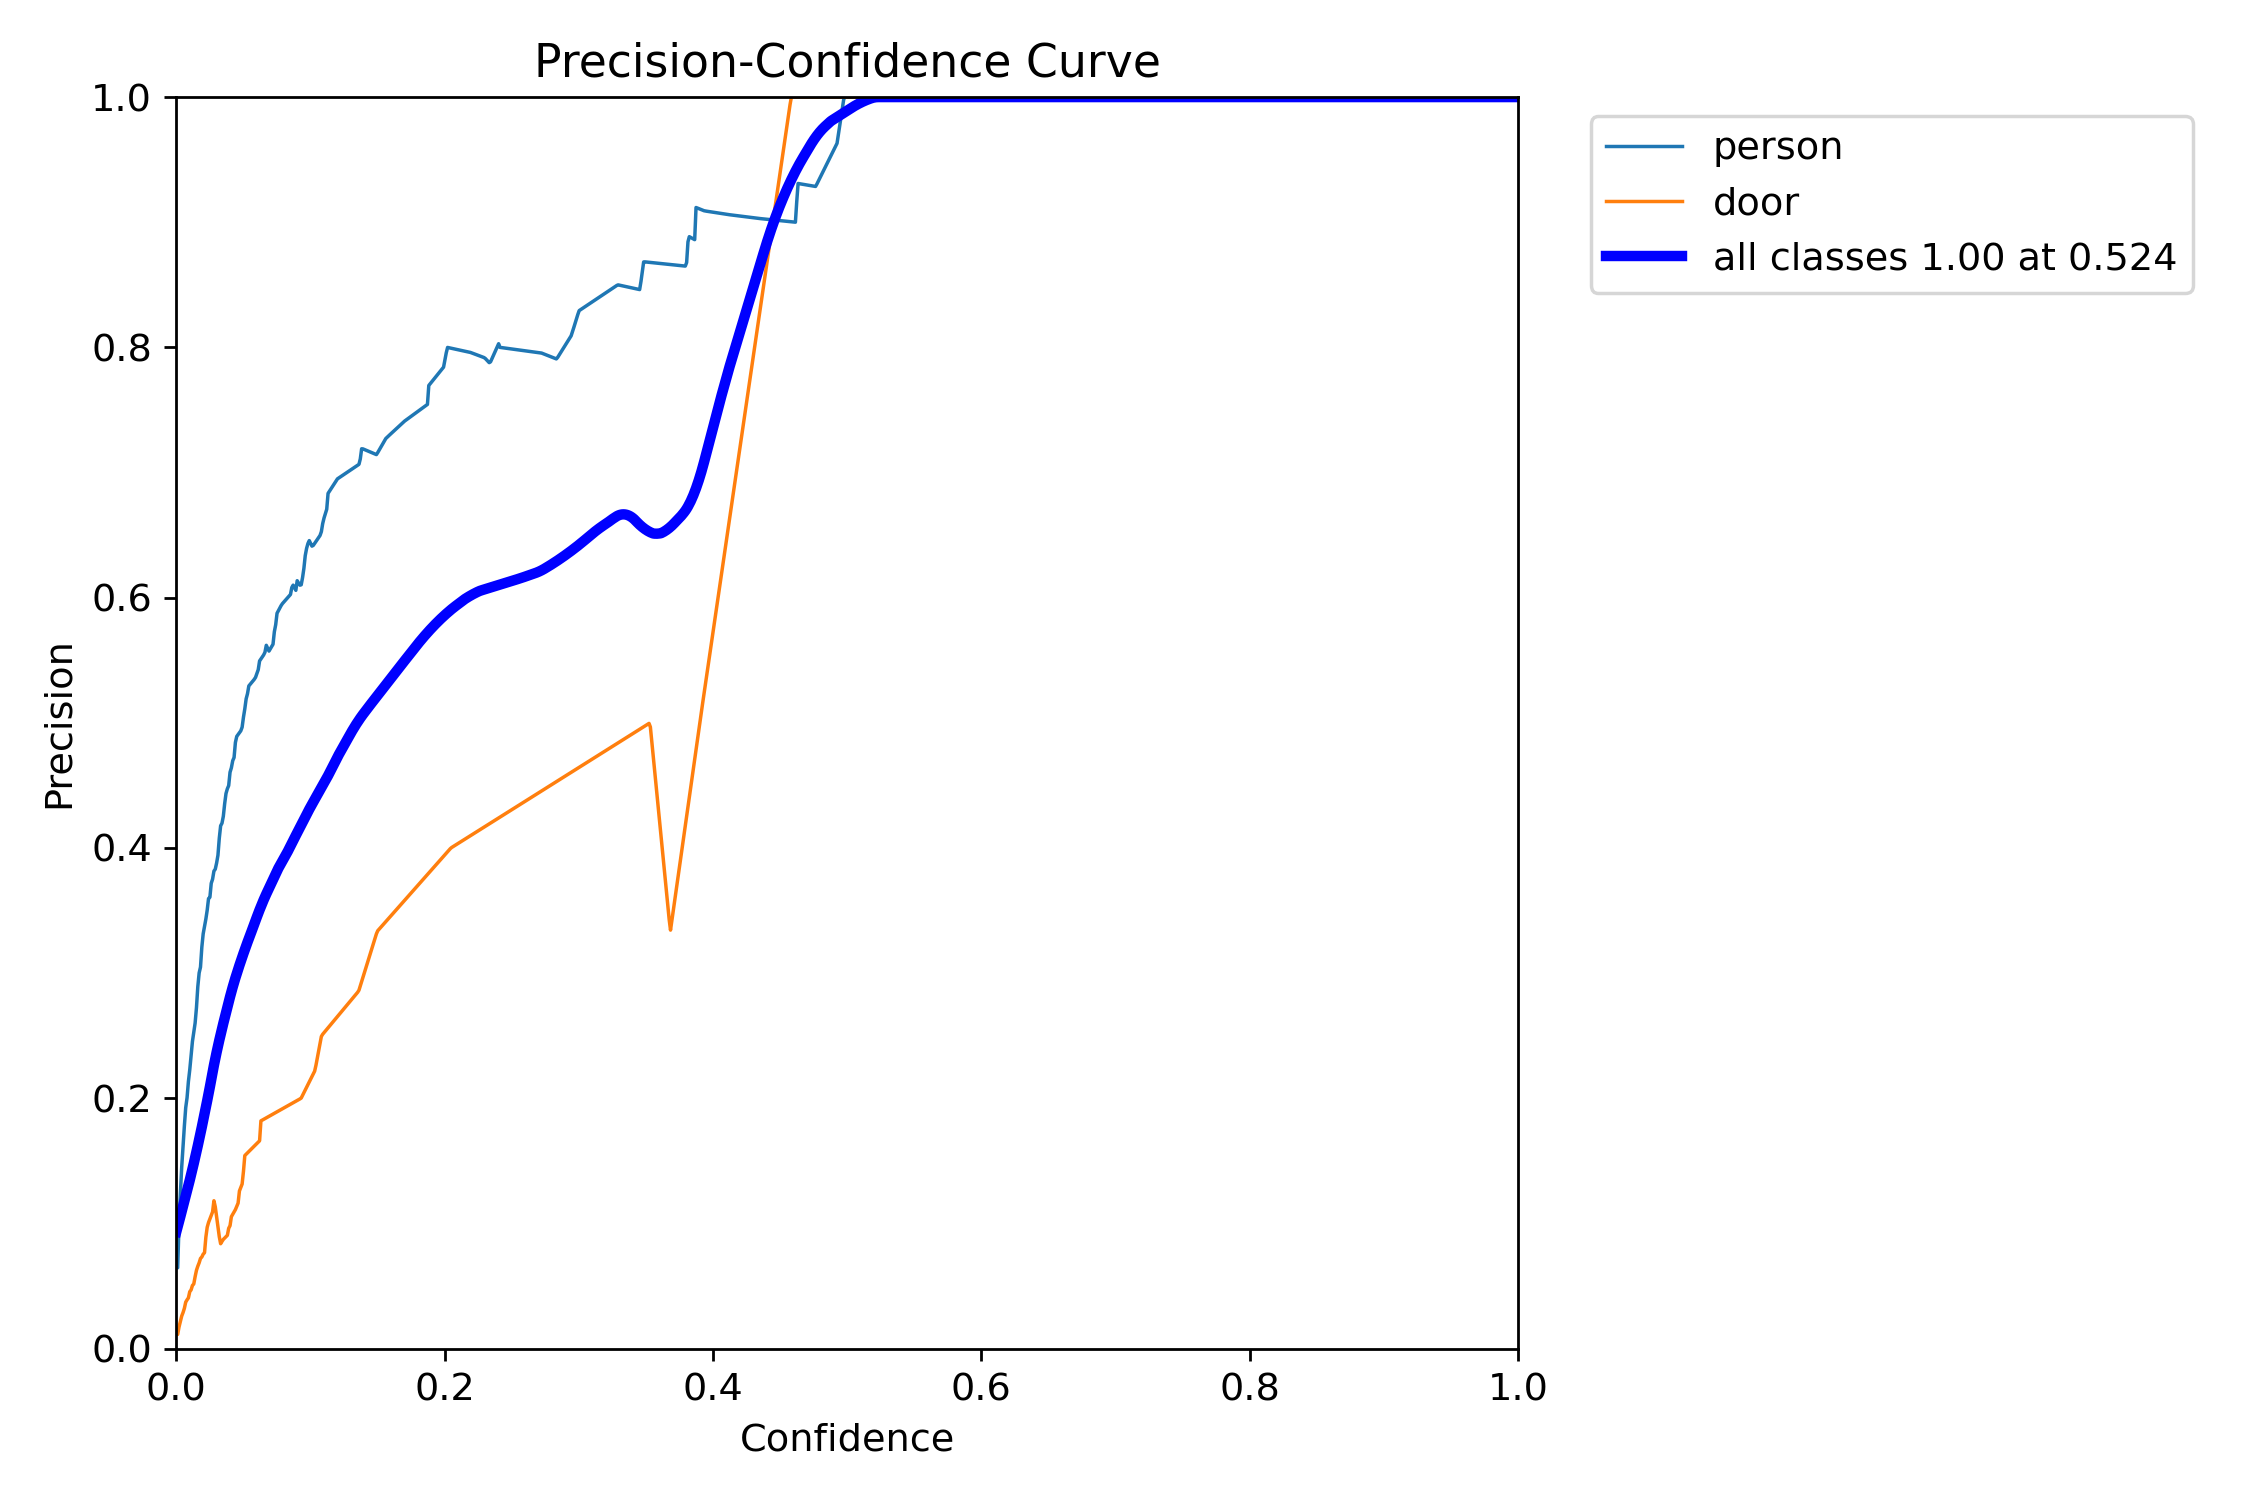 Precision-Confidence Curve
1.0
0.8
0.6
0.4
0.2
0.0
Precision
0.0 0.2 0.4 0.6 0.8 1.0
Confidence
person
door
all classes 1.00 at 0.524